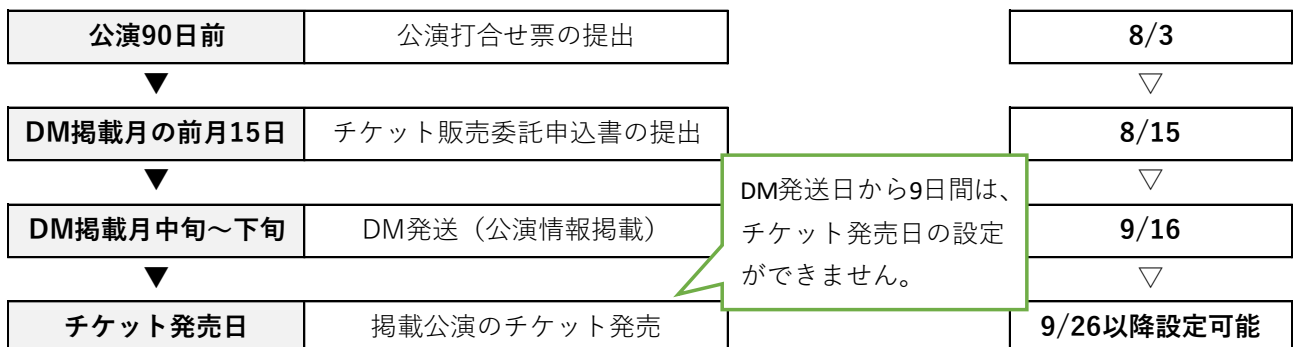 公演90日前 公演打合せ票の提出 8/3
▼ ▽
DM掲載月の前月15日 チケット販売委託申込書の提出 8/15
▼ ▽
DM掲載月中旬～下旬 DM発送（公演情報掲載） 9/16
▼ ▽
チケット発売日 掲載公演のチケット発売 9/26以降設定可能
DM発送日から9日間は、
チケット発売日の設定
ができません。